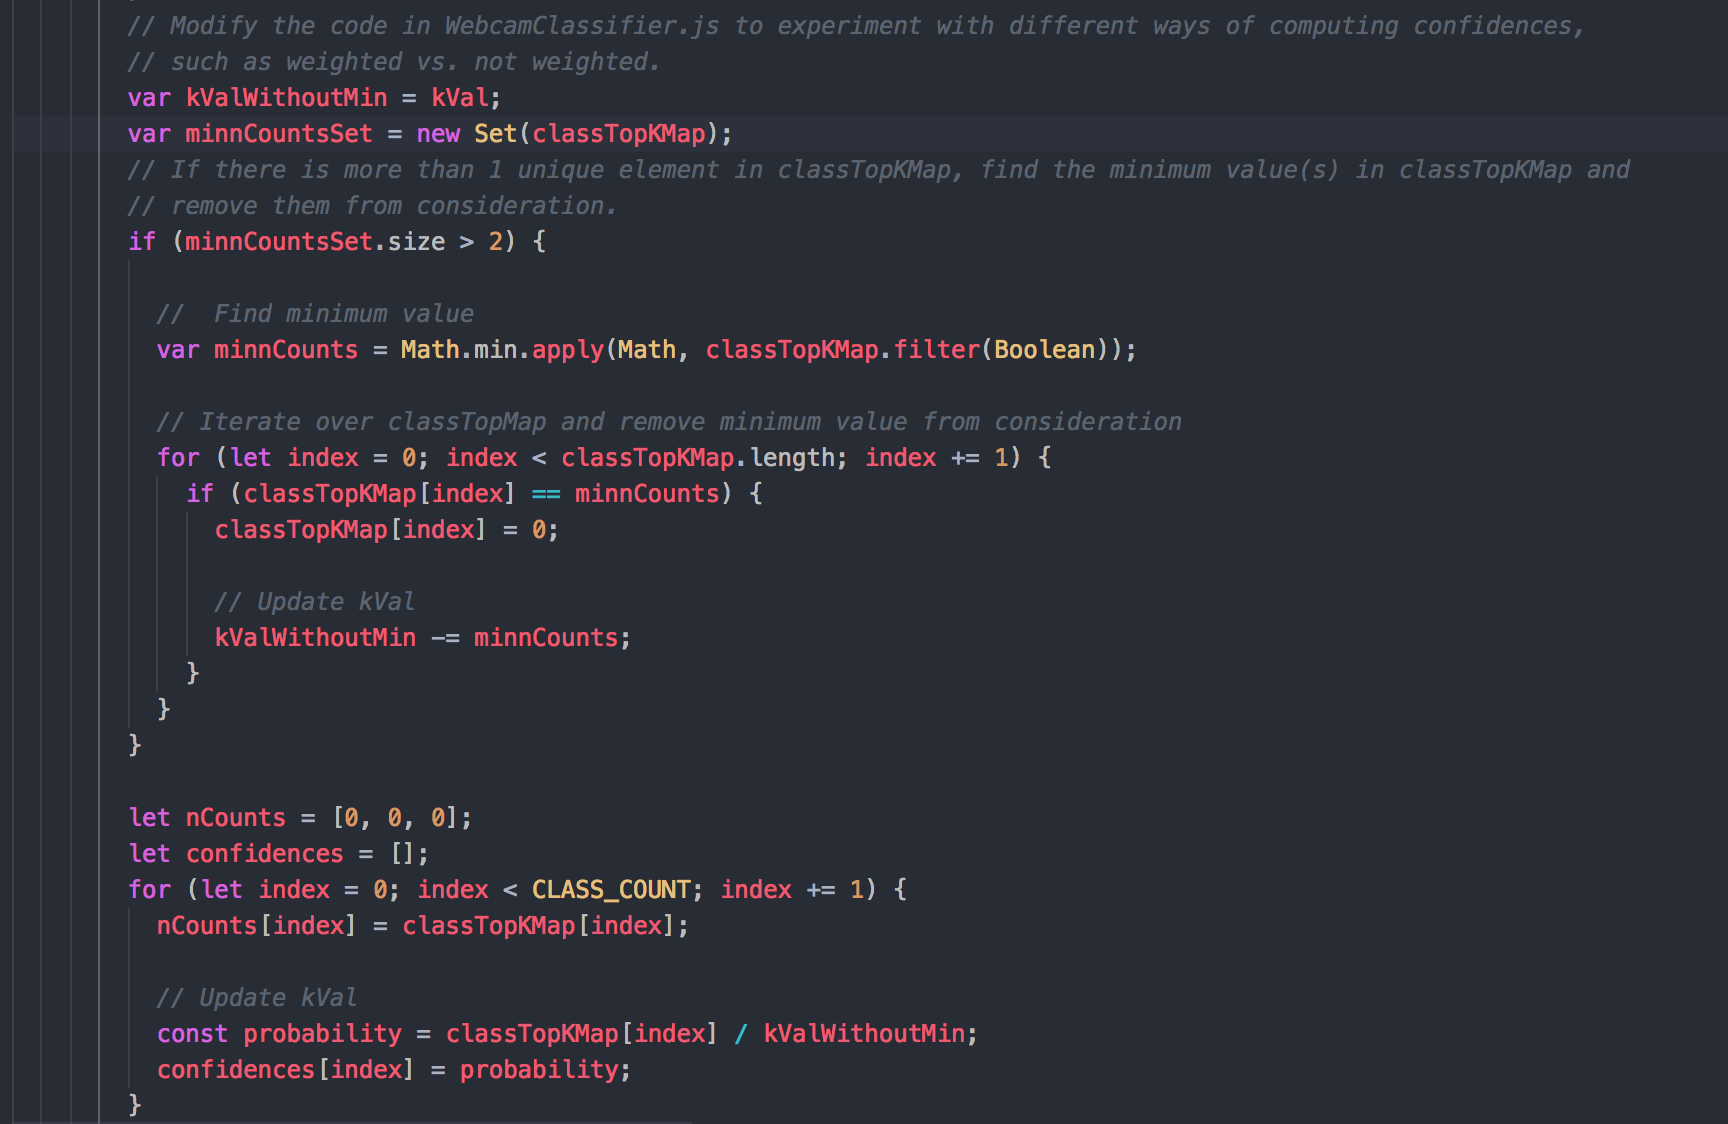 // Modify the code in WebcamClassifier.js to experiment with different ways of computing confidences,
// such as weighted vs. not weighted.
var kValWithoutMin = kVal;
var minnCountsSet = new Set(classTopKMap);
// If there is more than 1 unique element in classTopKMap, find the minimum value(s) in classTopKMap and
// remove them from consideration.
if (minnCountsSet.size > 2) {
//  Find minimum value
var minnCounts = Math.min.apply(Math, classTopKMap.filter(Boolean));
// Iterate over classTopMap and remove minimum value from consideration
for (let index = 0; index < classTopKMap.length; index += 1) {
if (classTopKMap[index] == minnCounts) {
classTopKMap[index] = 0;
// Update kVal
kValWithoutMin -= minnCounts;
}
}
}
let nCounts = [0, 0, 0];
let confidences = [];
for (let index = 0; index < CLASS_COUNT; index += 1) {
nCounts[index] = classTopKMap[index];
// Update kVal
const probability = classTopKMap[index] / kValWithoutMin;
confidences[index] = probability;
}